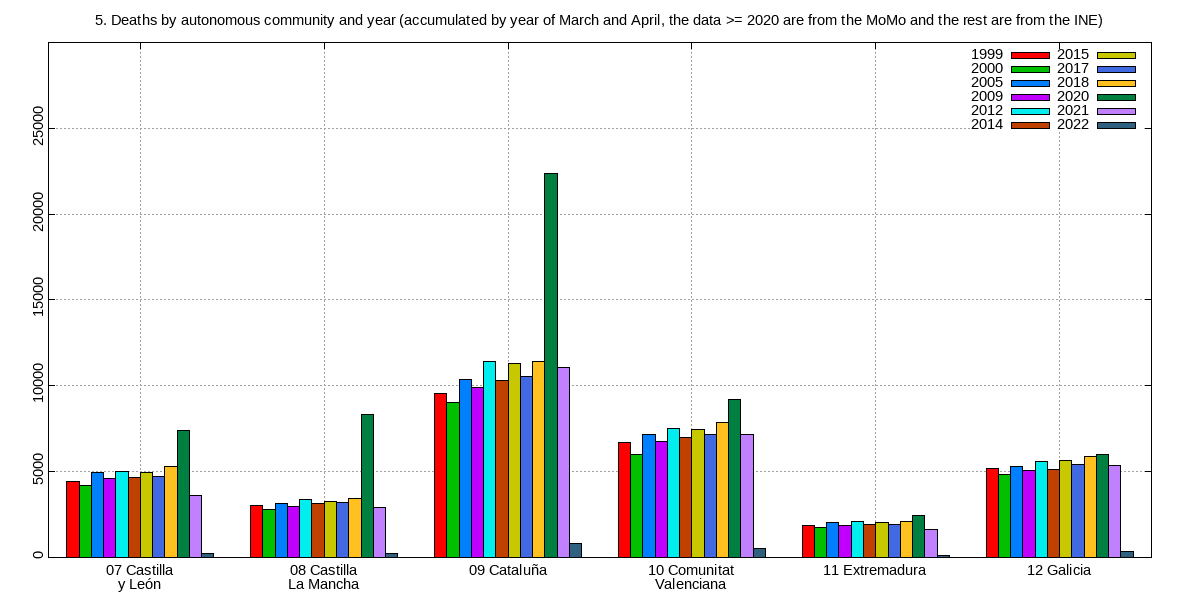 5. Deaths by autonomous community and year (accumulated by year of March and April, the data >= 2020 are from the MoMo and the rest are from the INE)
1999 2015
2000 2017
2005 2018
2009 2020
2012 2021
2014 2022
25000
20000
15000
10000
5000
0
07 Castilla
y León
08 Castilla
La Mancha
09 Cataluña
10 Comunitat
Valenciana
11 Extremadura
12 Galicia